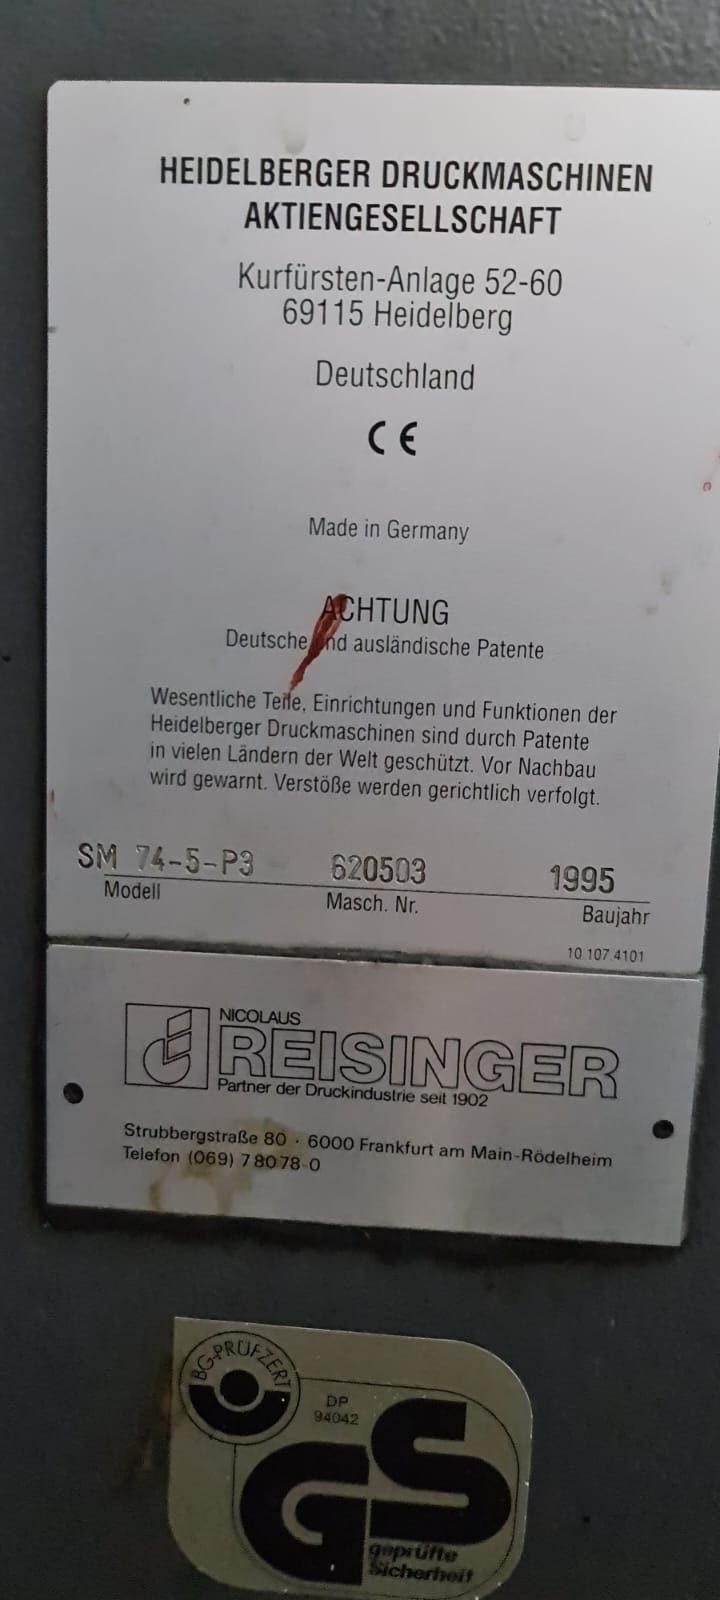 HEIDELBERGER DRUCKMASCHINEN
AKTIENGESELLSCHAFT
Kurfürsten-Anlage 52-60
69115 Heidelberg
Deutschland
CE
Made in Germany
ACHTUNG
Deutsche und ausländische Patente
Wesentliche Teile, Einrichtungen und Funktionen der
Heidelberger Druckmaschinen sind durch Patente
in vielen Ländern der Welt geschützt. Vor Nachbau
wird gewarnt. Verstöße werden gerichtlich verfolgt.
SM 74-5-P3 620503 1995
Modell Masch. Nr. Baujahr
10.107.4101
NICOLAUS
REISINGER
Partner der Druckindustrie seit 1902
Strubbergstraße 80 · 6000 Frankfurt am Main-Rödelheim
Telefon (069) 7 80 78-0
BG-PRÜFZERT
DP
94042
GS
geprüfte
Sicherheit